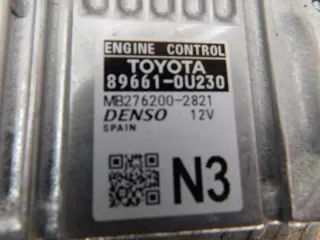 ENGINE CONTROL
TOYOTA
89661-0U230
MB276200-2821
DENSO 12V
SPAIN
N3